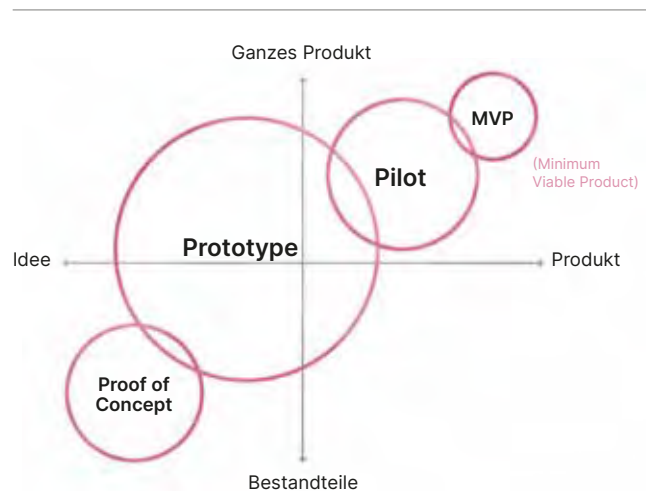 Ganzes Produkt
MVP
(Minimum
Viable Product)
Pilot
Prototype
Idee
Produkt
Proof of
Concept
Bestandteile